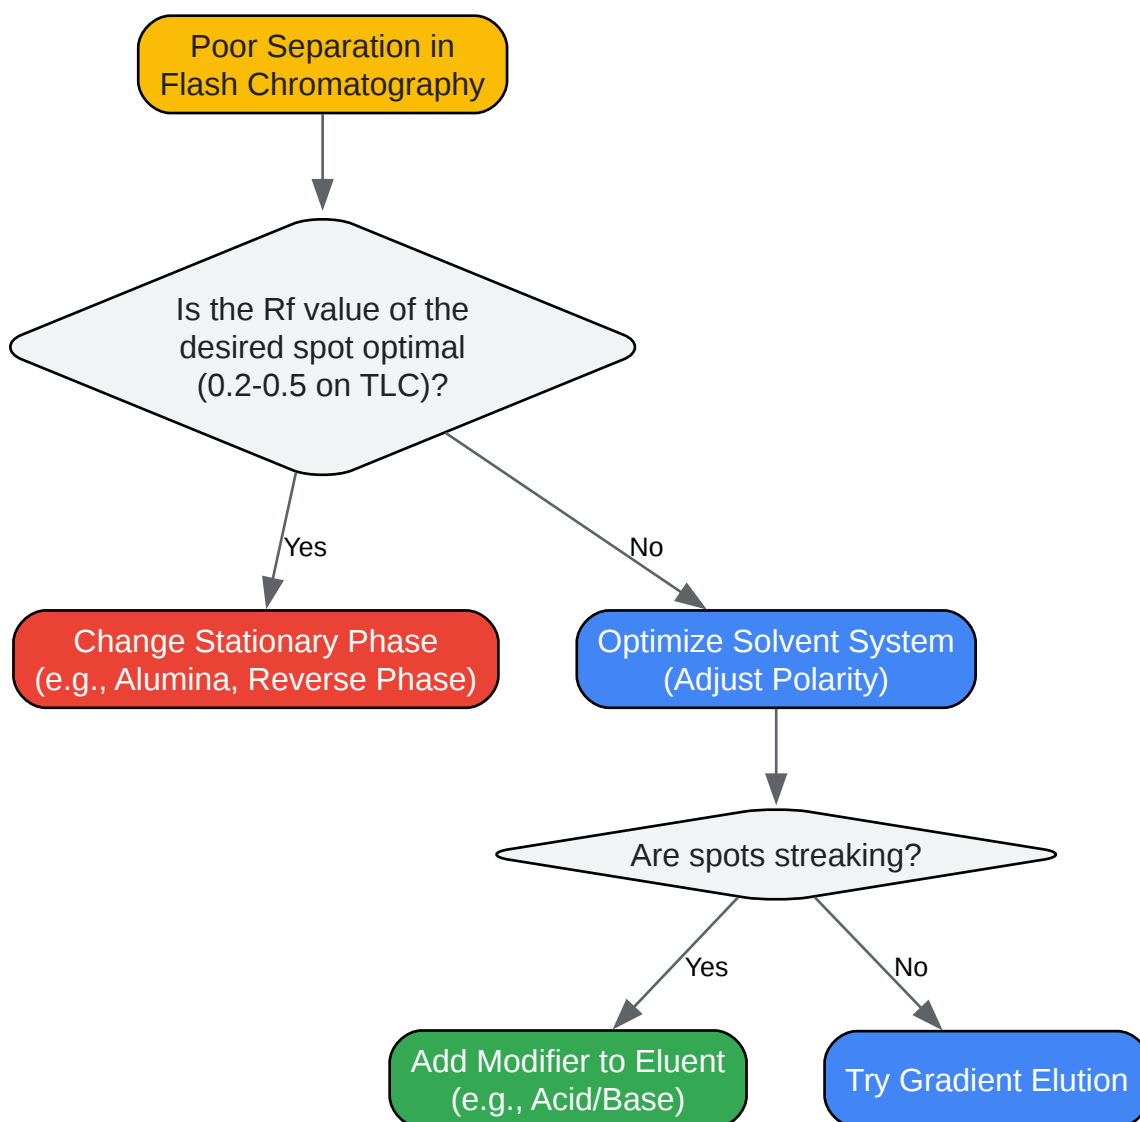 Poor Separation in
Flash Chromatography
Is the Rf value of the
desired spot optimal
(0.2-0.5 on TLC)?
Yes
No
Change Stationary Phase
(e.g., Alumina, Reverse Phase)
Optimize Solvent System
(Adjust Polarity)
Are spots streaking?
Yes
No
Add Modifier to Eluent
(e.g., Acid/Base)
Try Gradient Elution